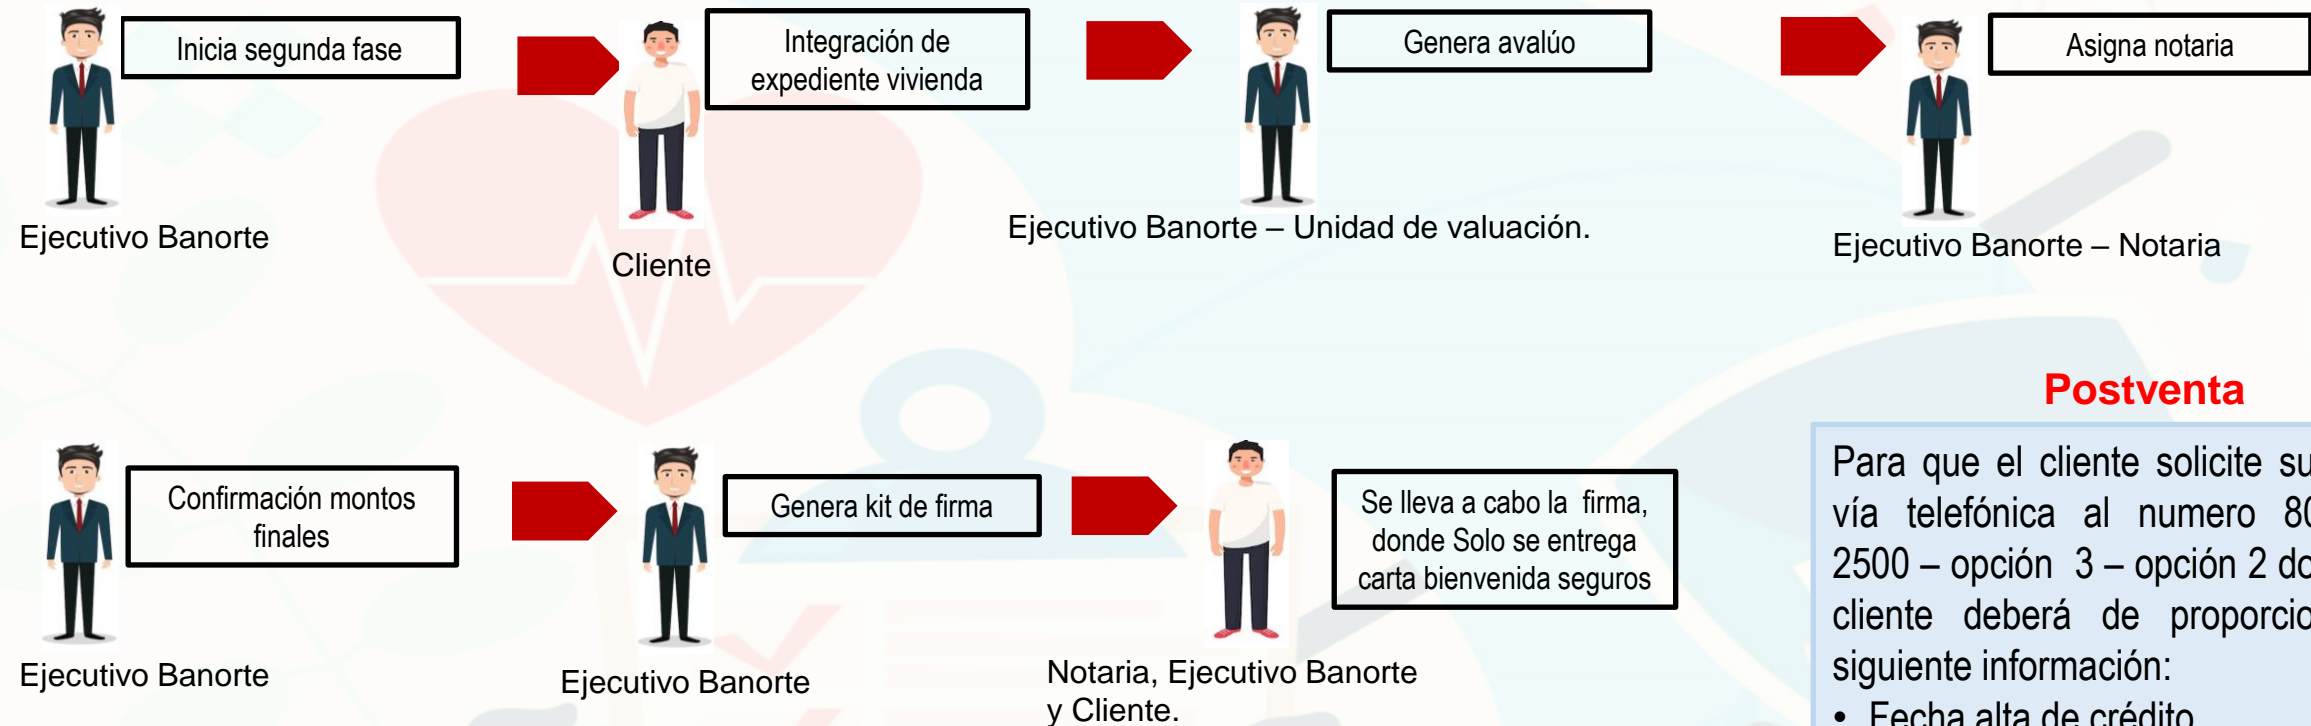 Inicia segunda fase
Ejecutivo Banorte
Integración de
expediente vivienda
Cliente
Genera avalúo
Ejecutivo Banorte – Unidad de valuación.
Asigna notaria
Ejecutivo Banorte – Notaria
Confirmación montos
finales
Ejecutivo Banorte
Genera kit de firma
Ejecutivo Banorte
Se lleva a cabo la firma,
donde Solo se entrega
carta bienvenida seguros
Notaria, Ejecutivo Banorte
y Cliente.
Postventa
Para que el cliente solicite su
vía telefónica al numero 80
2500 – opción 3 – opción 2
cliente deberá de
siguiente información:
• Fecha alta de crédito